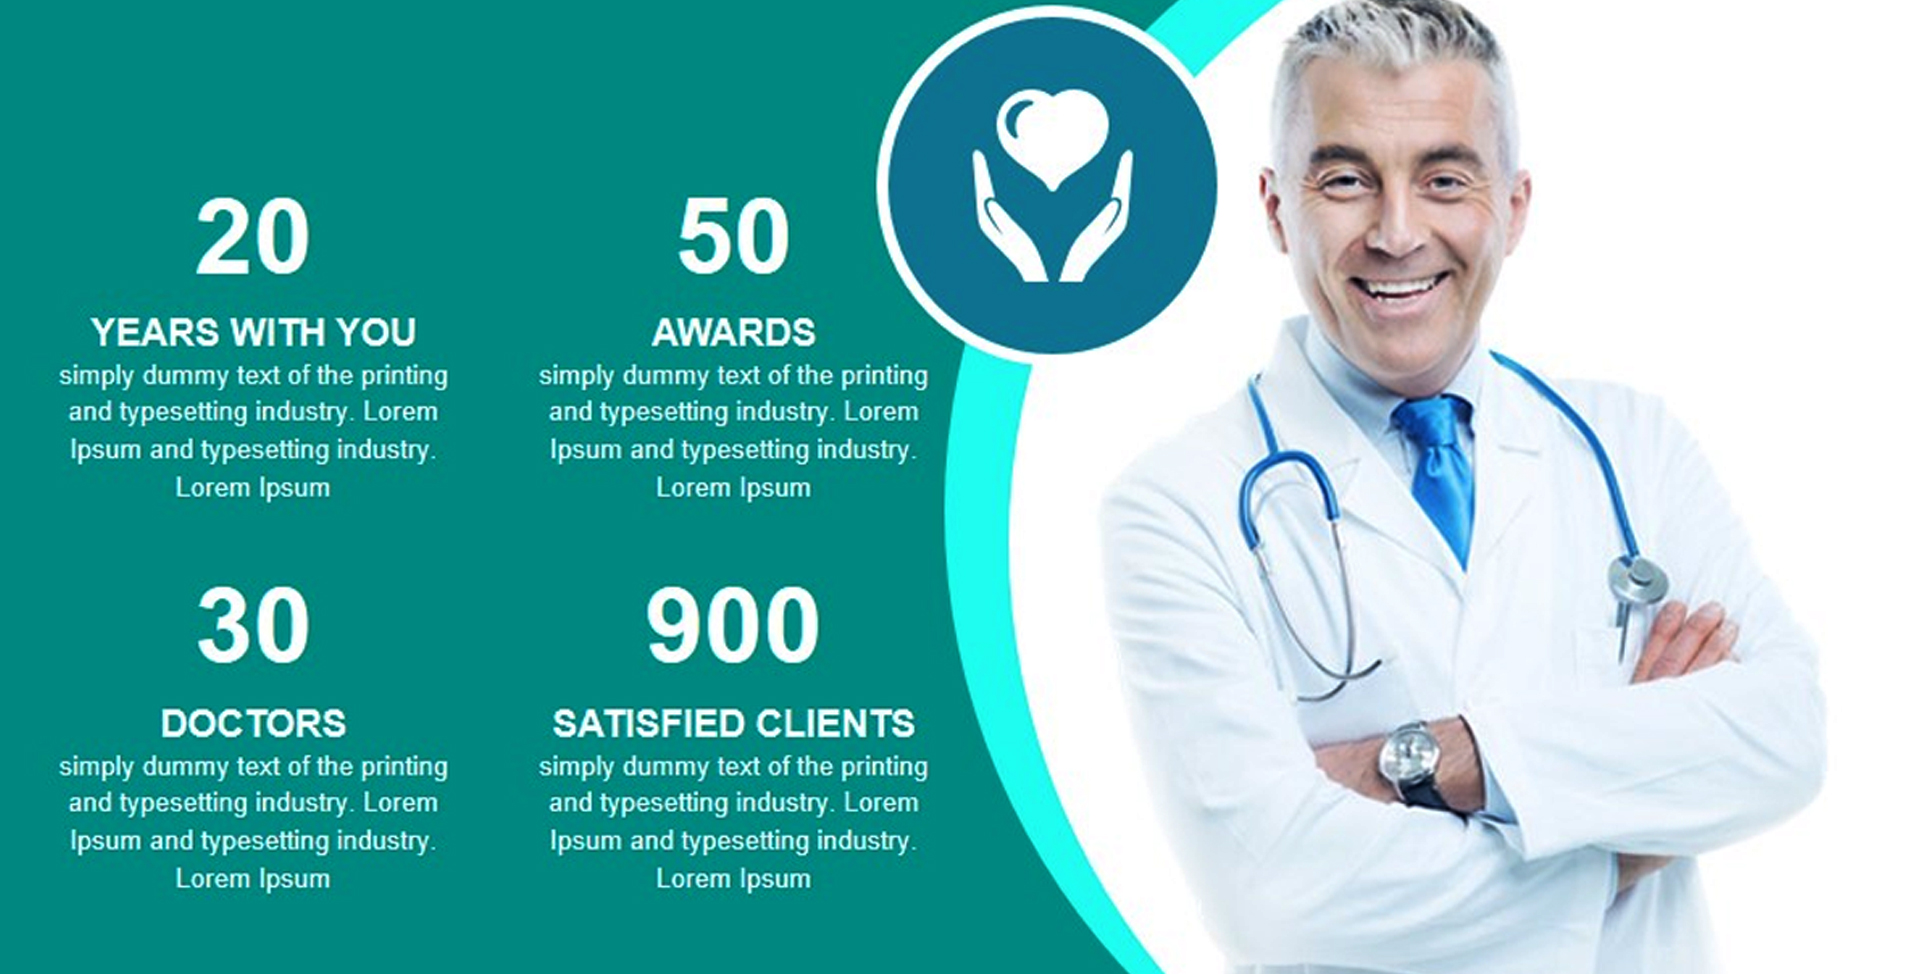 20
YEARS WITH YOU
simply dummy text of the printing
and typesetting industry. Lorem
Ipsum and typesetting industry.
Lorem Ipsum
50
AWARDS
simply dummy text of the printing
and typesetting industry. Lorem
Ipsum and typesetting industry.
Lorem Ipsum
30
DOCTORS
simply dummy text of the printing
and typesetting industry. Lorem
Ipsum and typesetting industry.
Lorem Ipsum
900
SATISFIED CLIENTS
simply dummy text of the printing
and typesetting industry. Lorem
Ipsum and typesetting industry.
Lorem Ipsum